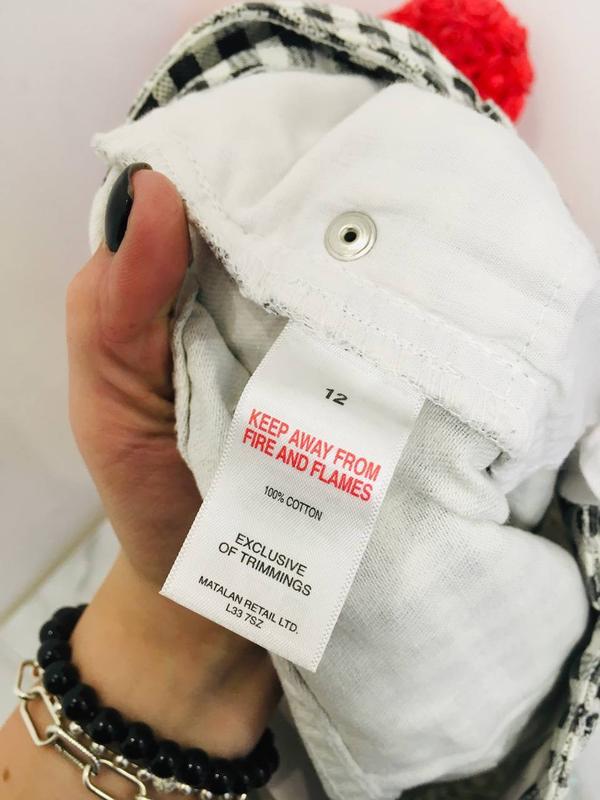 12
KEEP AWAY FROM
FIRE AND FLAMES
100% COTTON
EXCLUSIVE
OF TRIMMINGS
MATALAN RETAIL LTD.
L33 7SZ